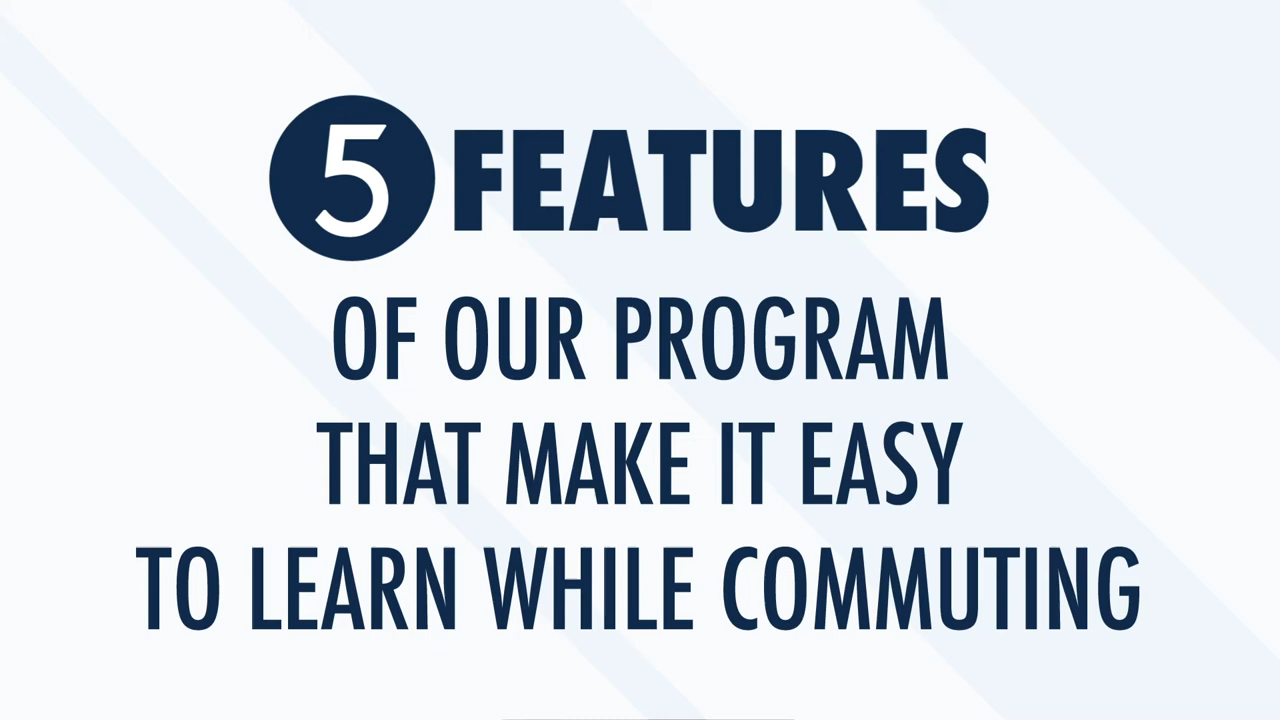 5 FEATURES
OF OUR PROGRAM
THAT MAKE IT EASY
TO LEARN WHILE COMMUTING